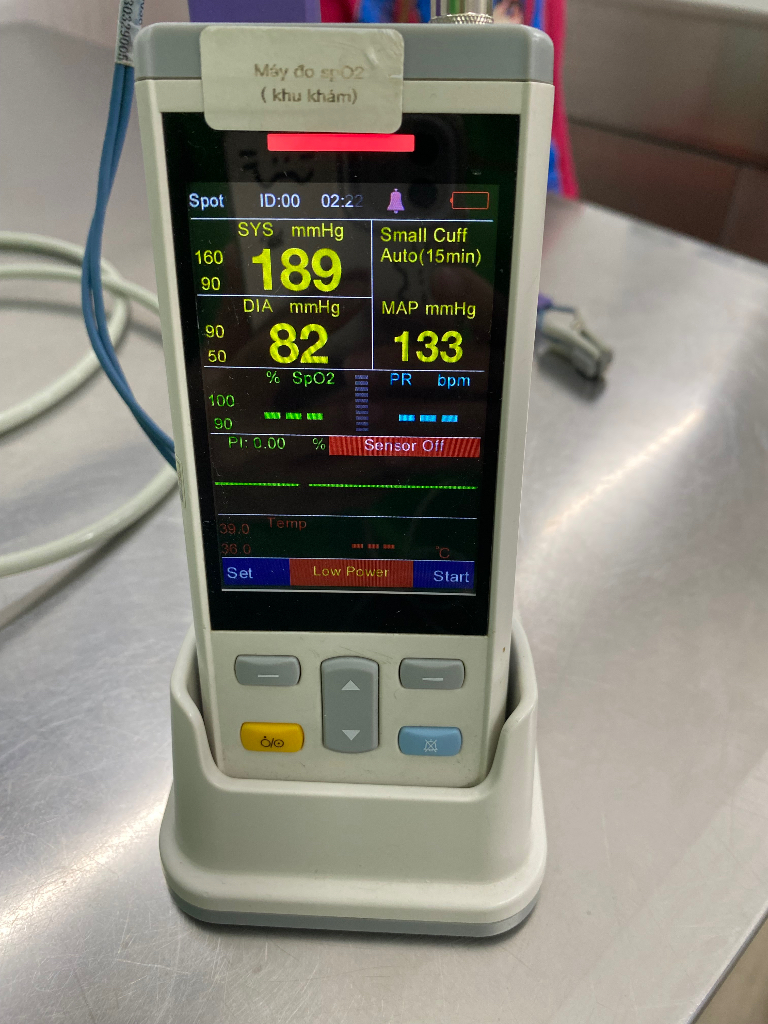 Máy đo spO2
( khu khám)
Spot ID:00 02:22
SYS mmHg
160
90
189
Small Cuff
Auto(15min)
DIA mmHg
90
50
82
MAP mmHg
133
% SpO2
100
90
--- 
PR bpm
---
PI: 0.00 %
Sensor Off
39.0
36.0
Temp
---
°C
Set
Low Power
Start